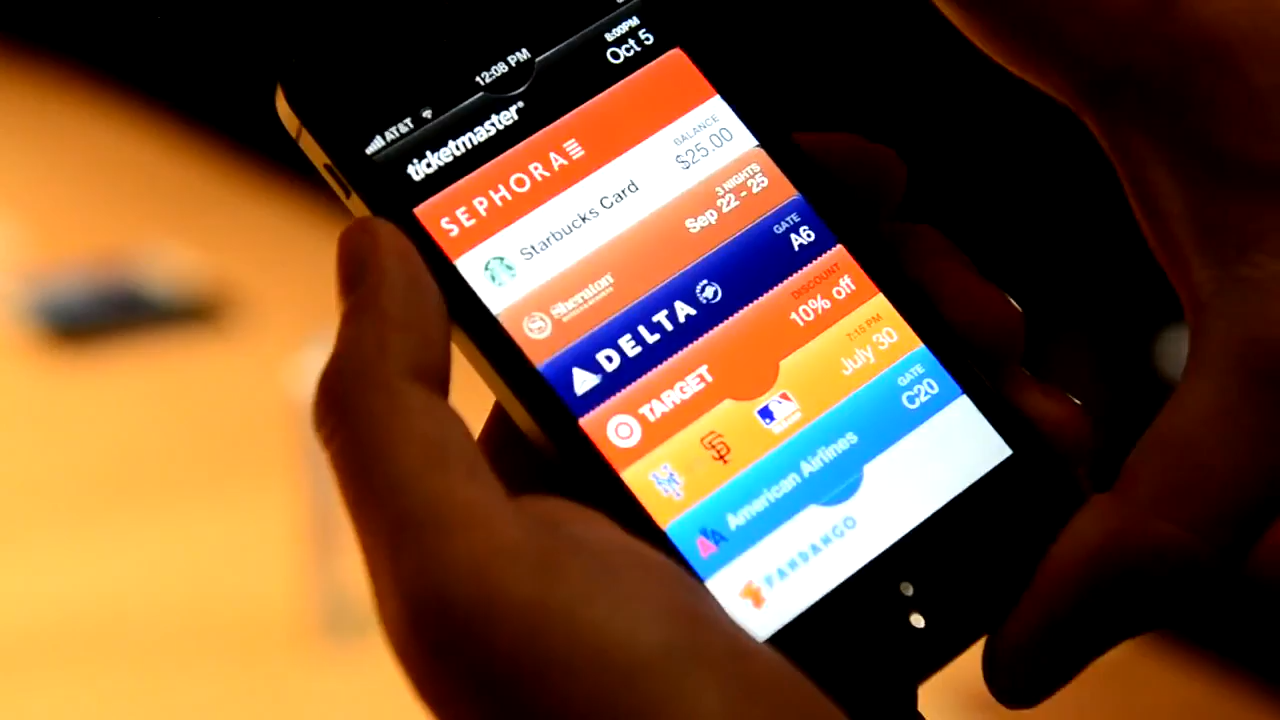 AT&T 12:08 PM
ticketmaster® 8:00PM
Oct 5
SEPHORA
Starbucks Card BALANCE
$25.00
Sheraton 3 NIGHTS
Sep 22 - 25
DELTA GATE
A6
TARGET DISCOUNT
10% off
7:15 PM
July 30
American Airlines GATE
C20
FANDANGO